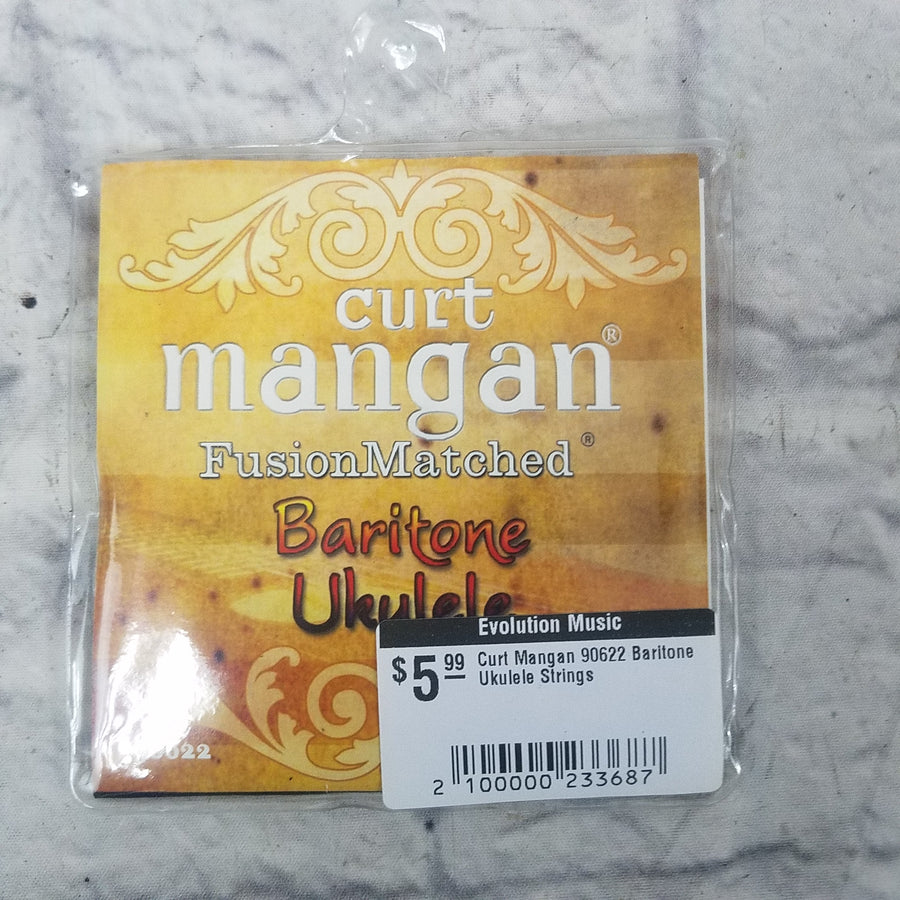 curt
mangan®
FusionMatched®
Baritone
Ukulele
Evolution Music
$5.99 Curt Mangan 90622 Baritone
Ukulele Strings
2 100000 233687